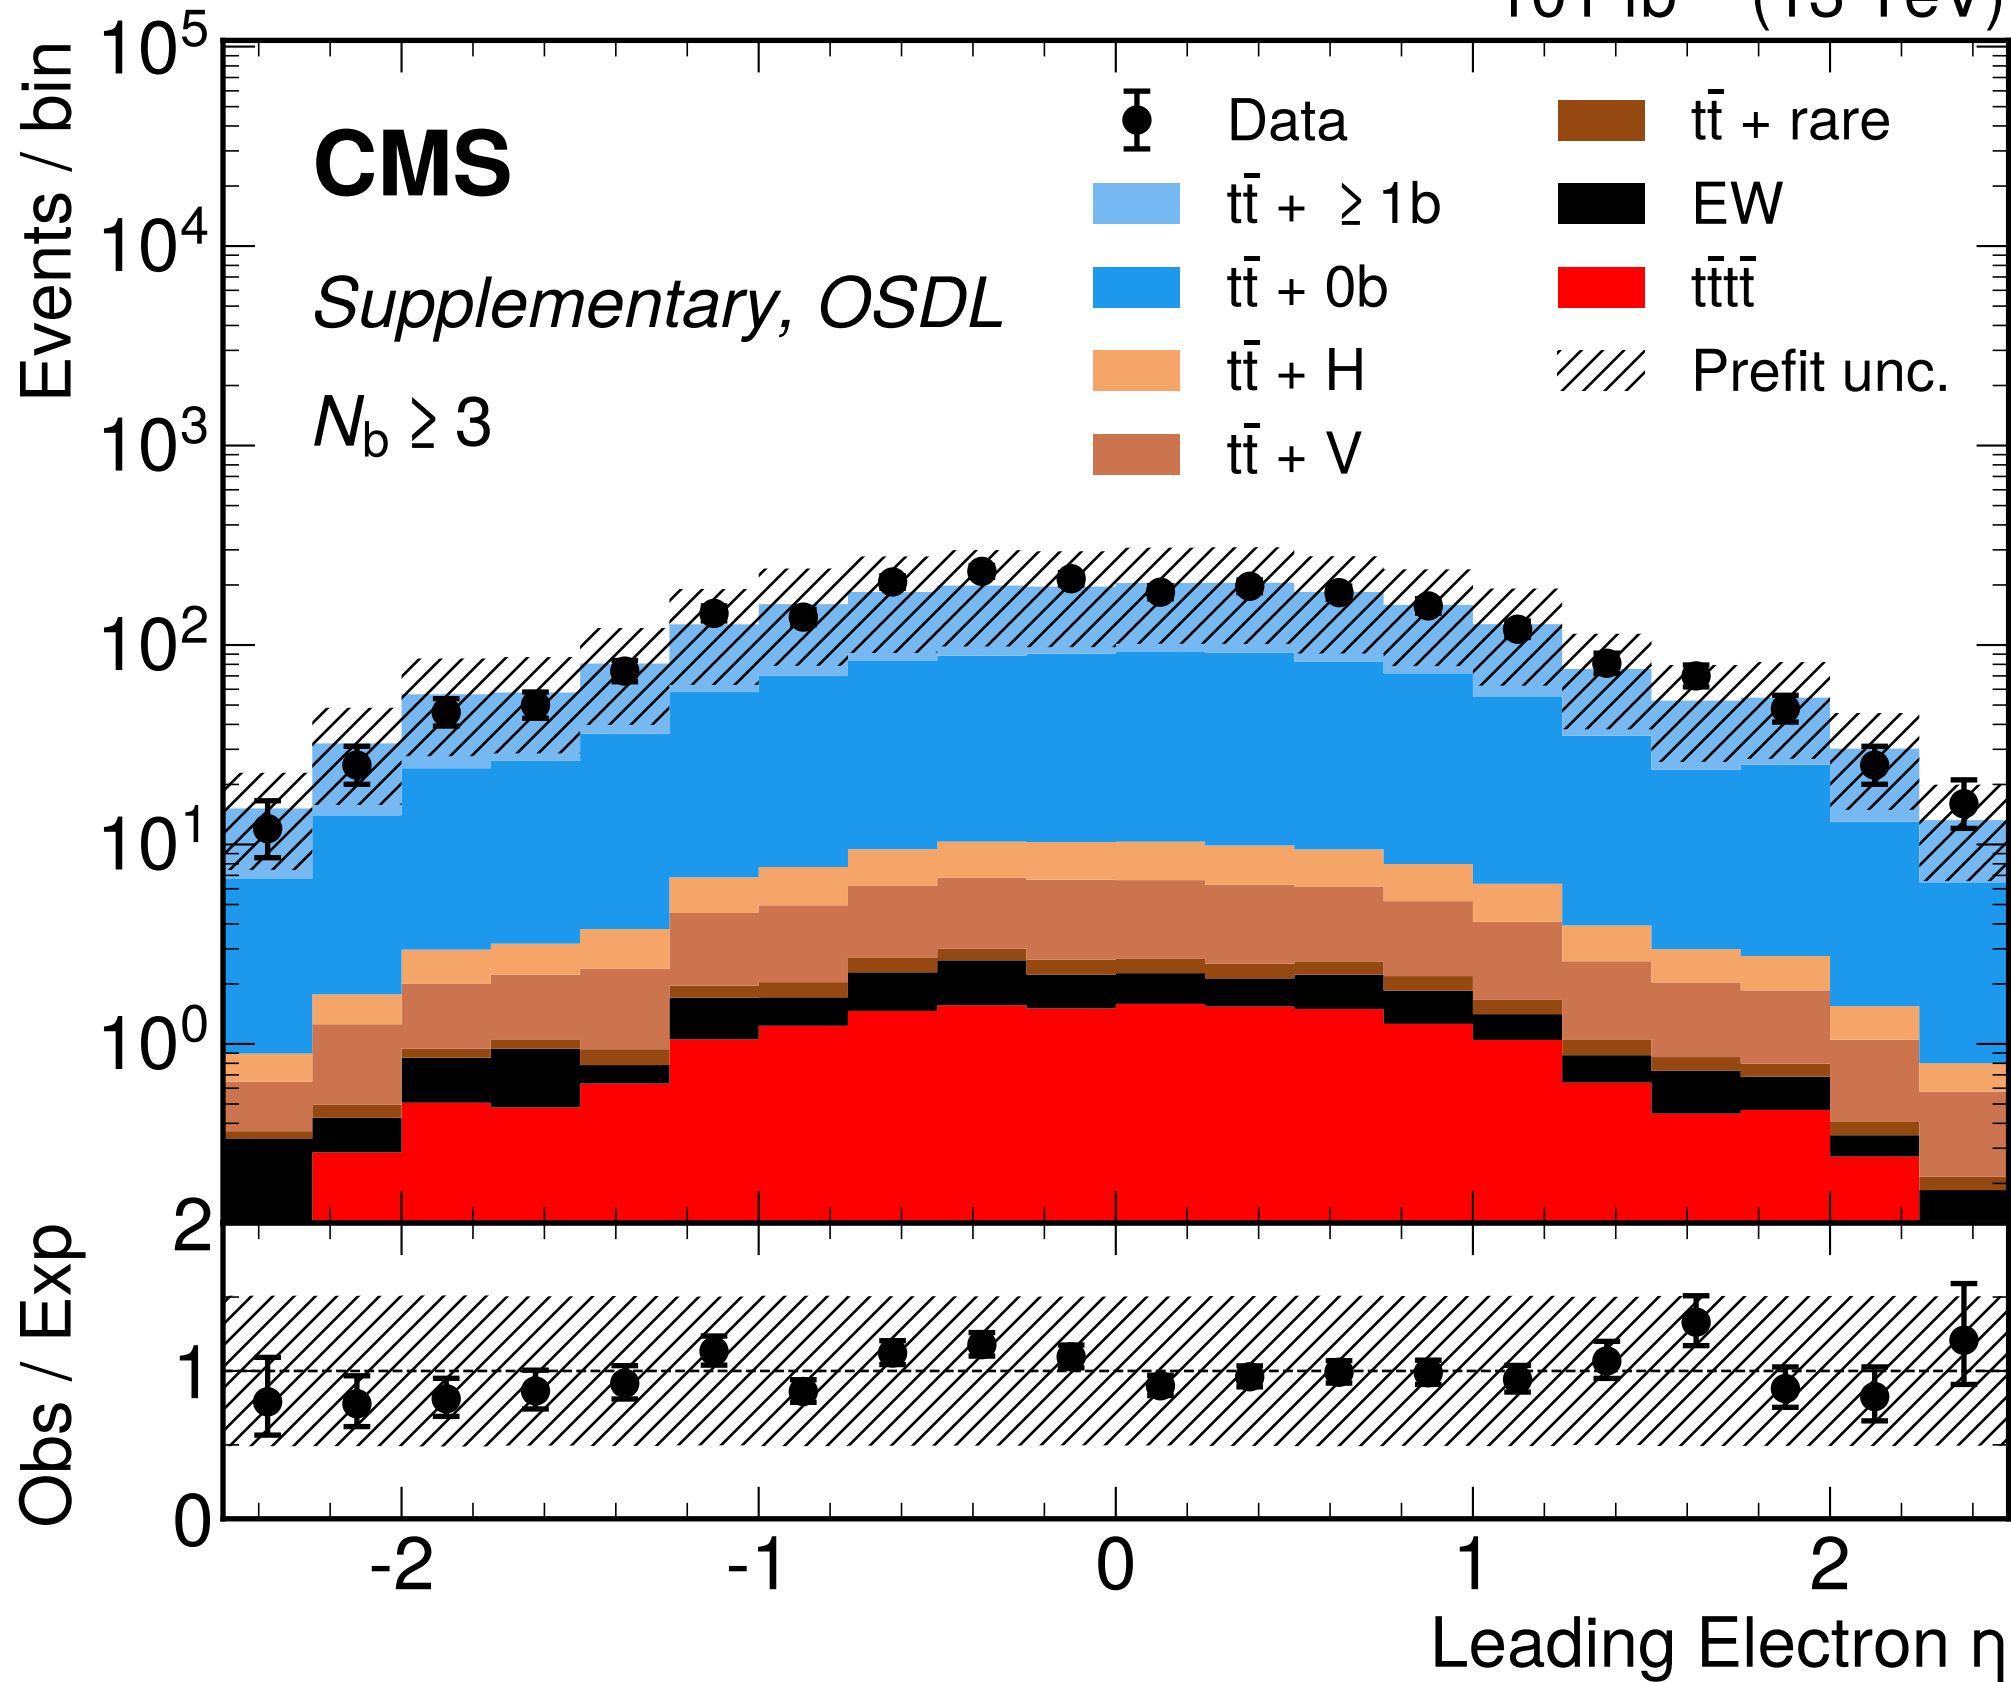 10⁵
10⁴
10³
10²
10¹
10⁰
Events / bin
CMS
Supplementary, OSDL
N_b ≥ 3
Data
tt̄ + ≥ 1b
tt̄ + 0b
tt̄ + H
tt̄ + V
tt̄ + rare
EW
tt̄tt̄
Prefit unc.
2
1
0
Obs / Exp
-2 -1 0 1 2
Leading Electron η